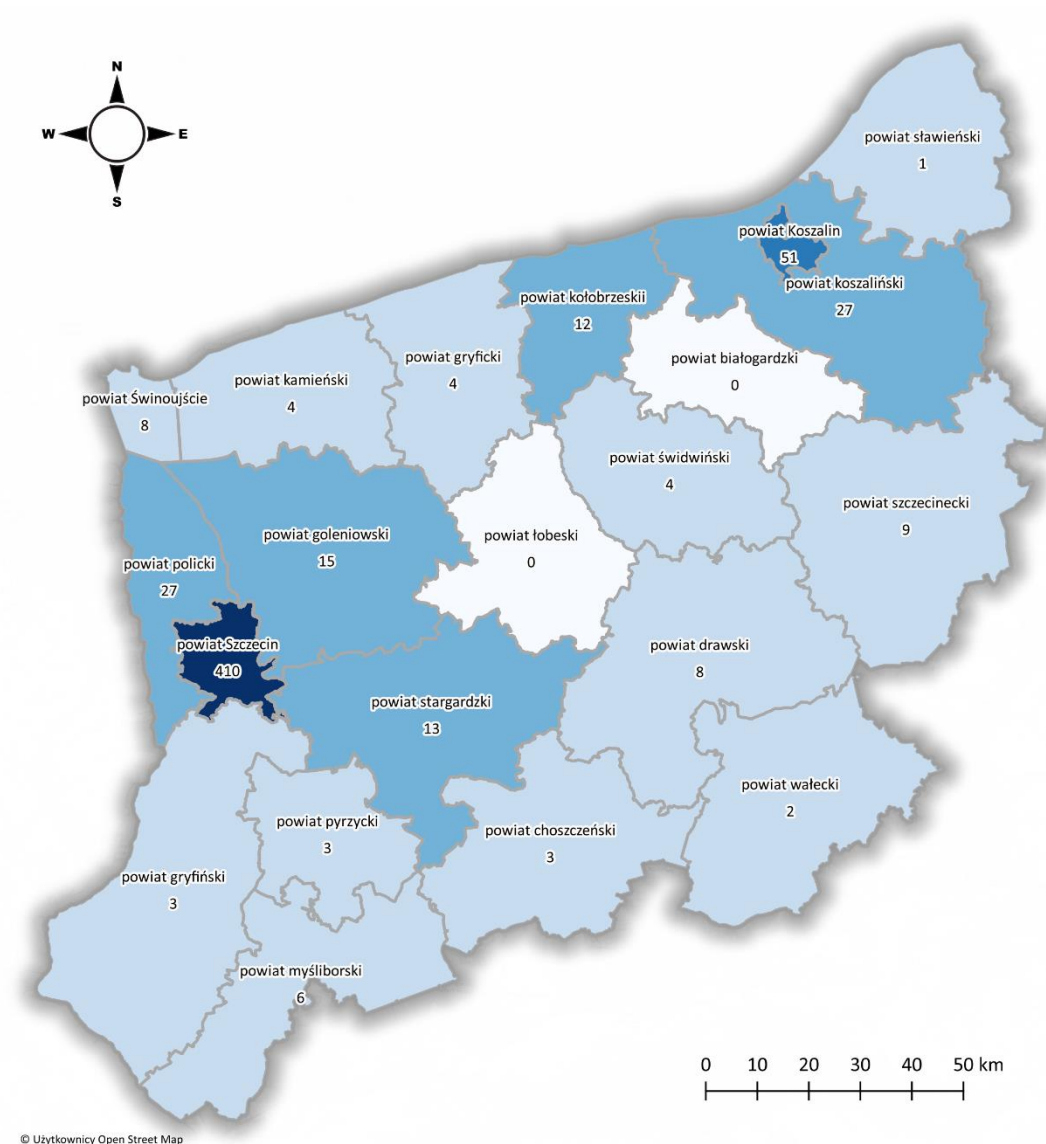 N
W
E
S
powiat sławieński
1
powiat Koszalin
51
powiat koszaliński
27
powiat kołobrzeskii
12
powiat białogardzki
0
powiat gryficki
4
powiat kamieński
4
powiat Świnoujście
8
powiat świdwiński
4
powiat szczecinecki
9
powiat goleniowski
15
powiat łobeski
0
powiat policki
27
powiat Szczecin
410
powiat drawski
8
powiat stargardzki
13
powiat wałecki
2
powiat pyrzycki
3
powiat choszczeński
3
powiat gryfiński
3
powiat myśliborski
6
0 10 20 30 40 50 km
© Użytkownicy Open Street Map